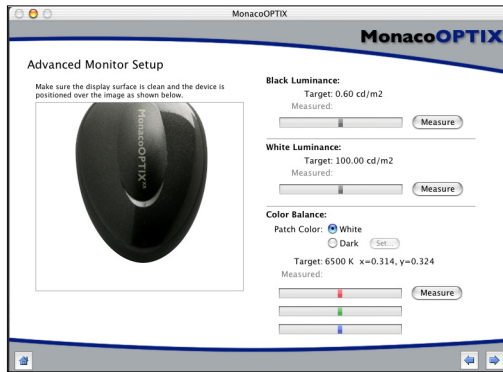 MonacoOPTIX
MonacoOPTIX
Advanced Monitor Setup
Make sure the display surface is clean and the device is
positioned over the image as shown below.
MonacoOPTIXXR
Black Luminance:
Target: 0.60 cd/m2
Measured:
Measure
White Luminance:
Target: 100.00 cd/m2
Measured:
Measure
Color Balance:
Patch Color: White
Dark Set...
Target: 6500 K x=0.314, y=0.324
Measured:
Measure